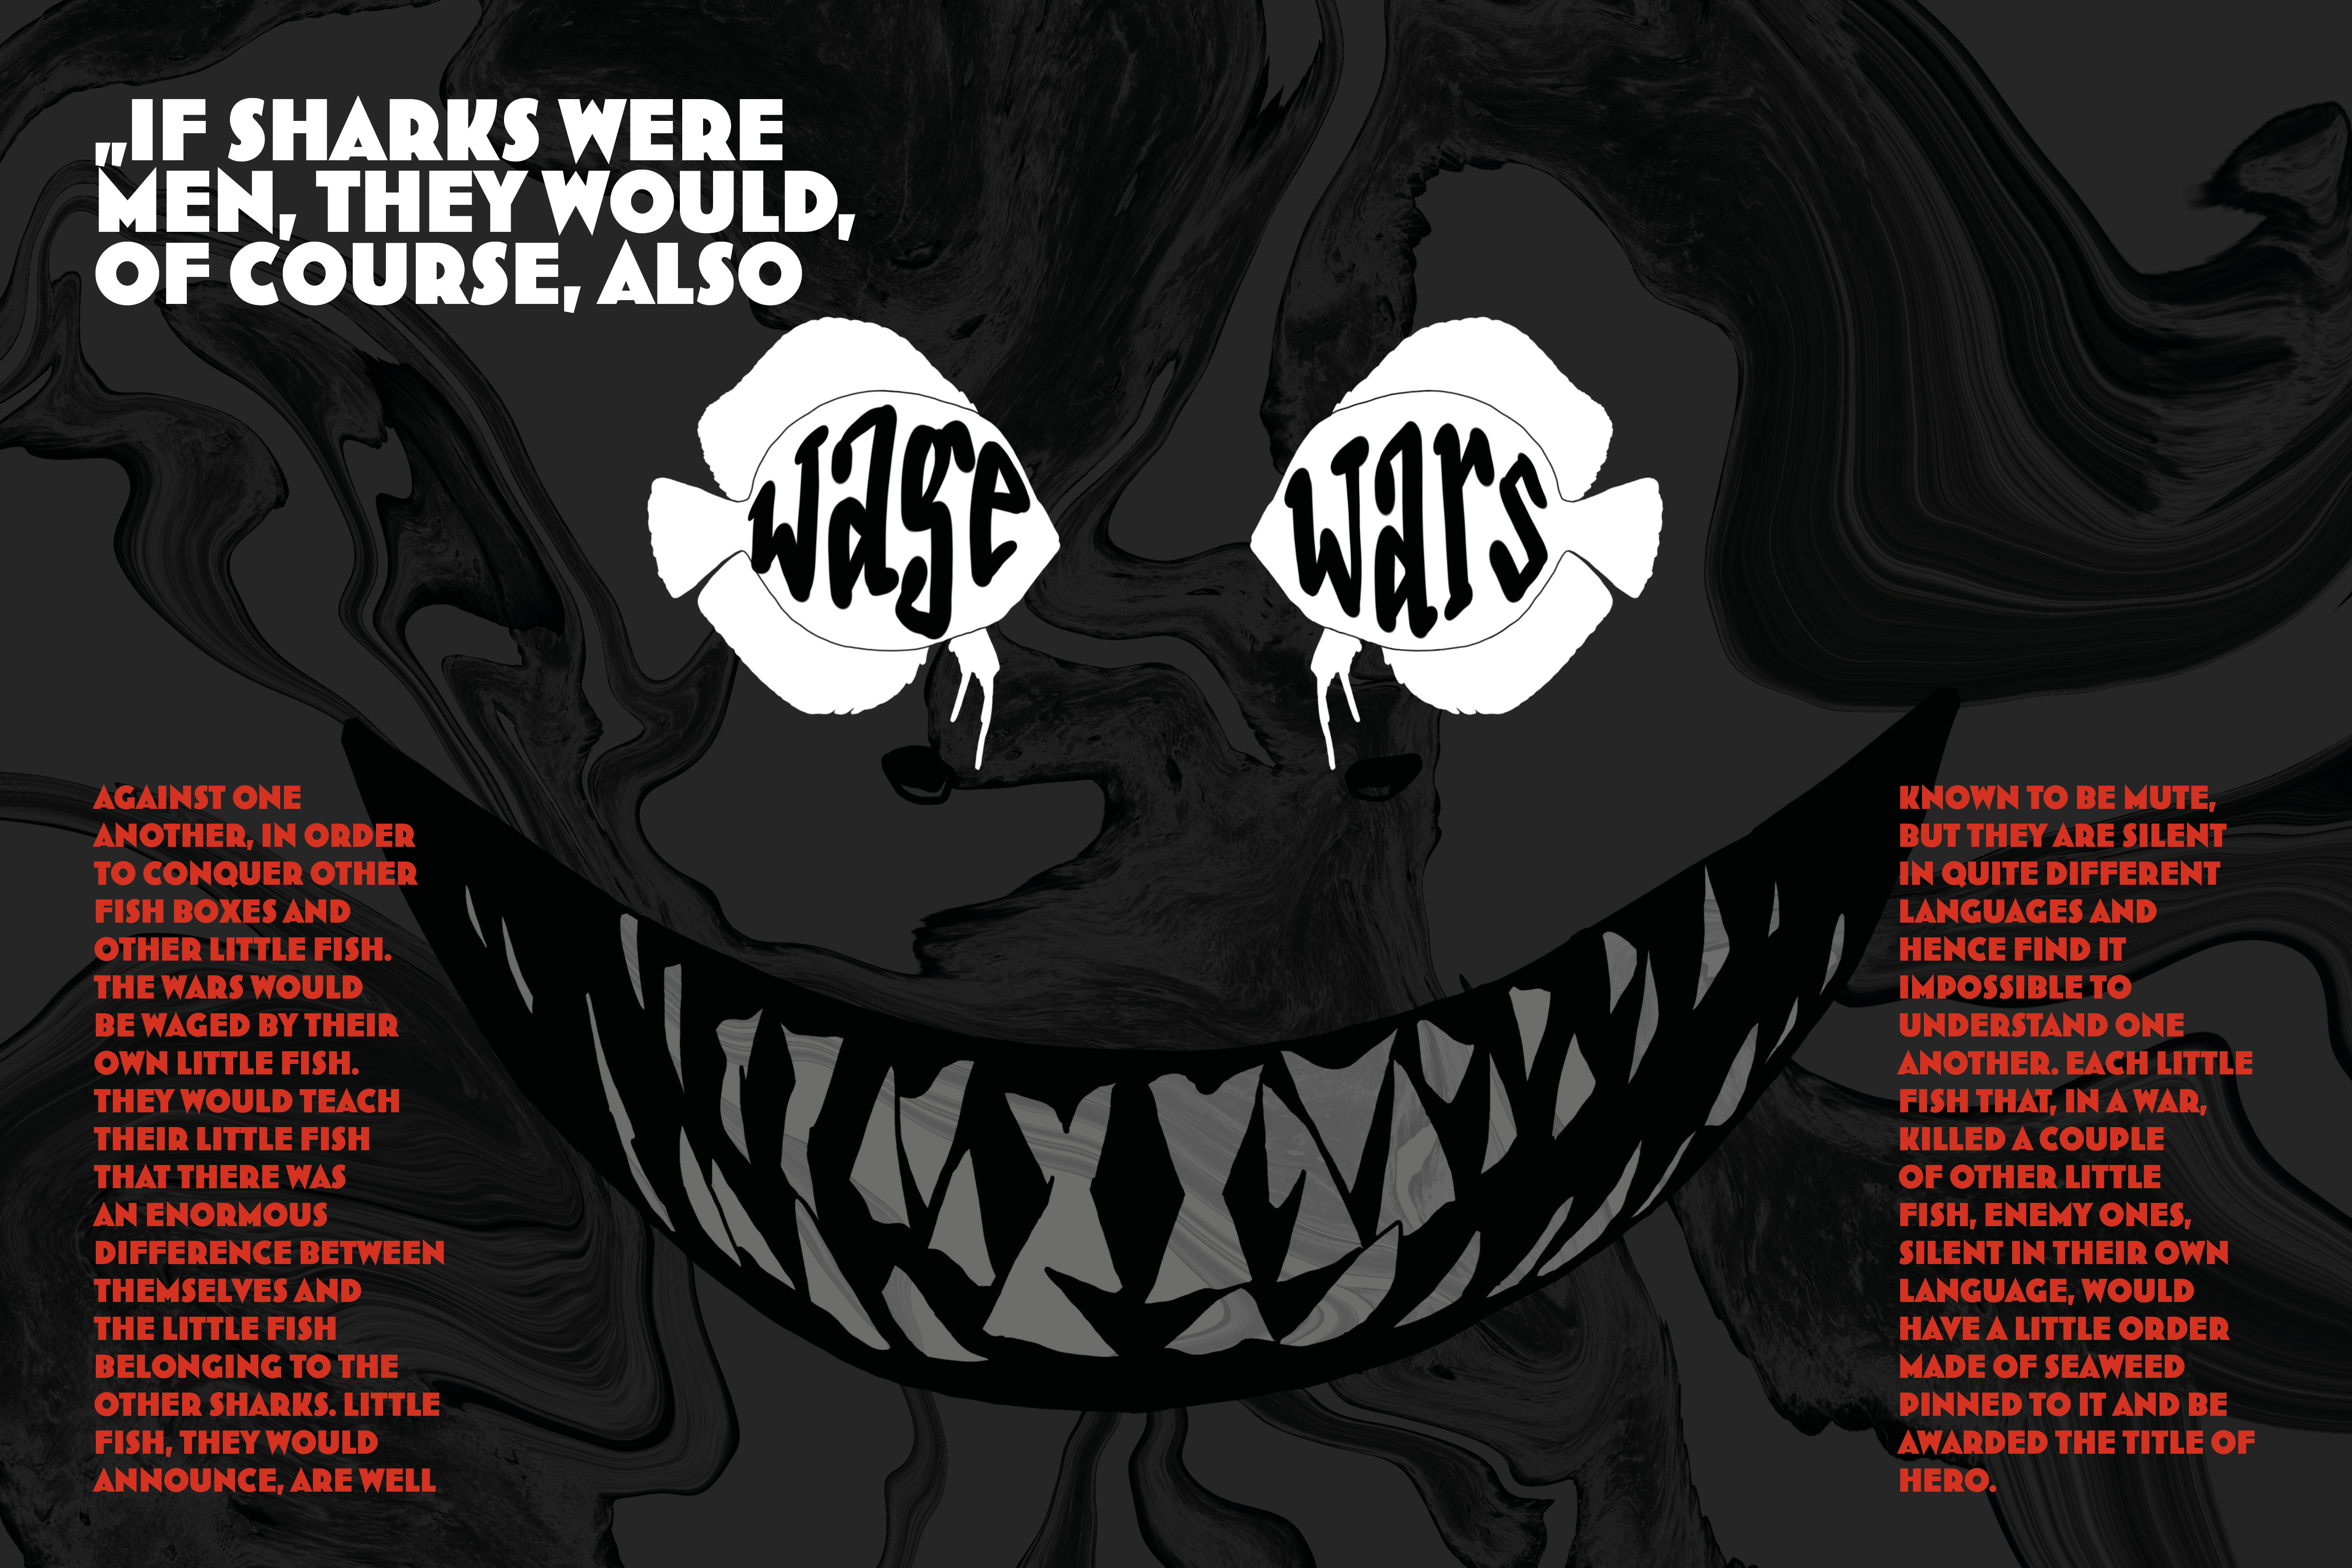 „IF SHARKS WERE
MEN, THEY WOULD,
OF COURSE, ALSO
wage
wars
AGAINST ONE
ANOTHER, IN ORDER
TO CONQUER OTHER
FISH BOXES AND
OTHER LITTLE FISH.
THE WARS WOULD
BE WAGED BY THEIR
OWN LITTLE FISH.
THEY WOULD TEACH
THEIR LITTLE FISH
THAT THERE WAS
AN ENORMOUS
DIFFERENCE BETWEEN
THEMSELVES AND
THE LITTLE FISH
BELONGING TO THE
OTHER SHARKS. LITTLE
FISH, THEY WOULD
ANNOUNCE, ARE WELL
KNOWN TO BE MUTE,
BUT THEY ARE SILENT
IN QUITE DIFFERENT
LANGUAGES AND
HENCE FIND IT
IMPOSSIBLE TO
UNDERSTAND ONE
ANOTHER. EACH LITTLE
FISH THAT, IN A WAR,
KILLED A COUPLE
OF OTHER LITTLE
FISH, ENEMY ONES,
SILENT IN THEIR OWN
LANGUAGE, WOULD
HAVE A LITTLE ORDER
MADE OF SEAWEED
PINNED TO IT AND BE
AWARDED THE TITLE OF
HERO.